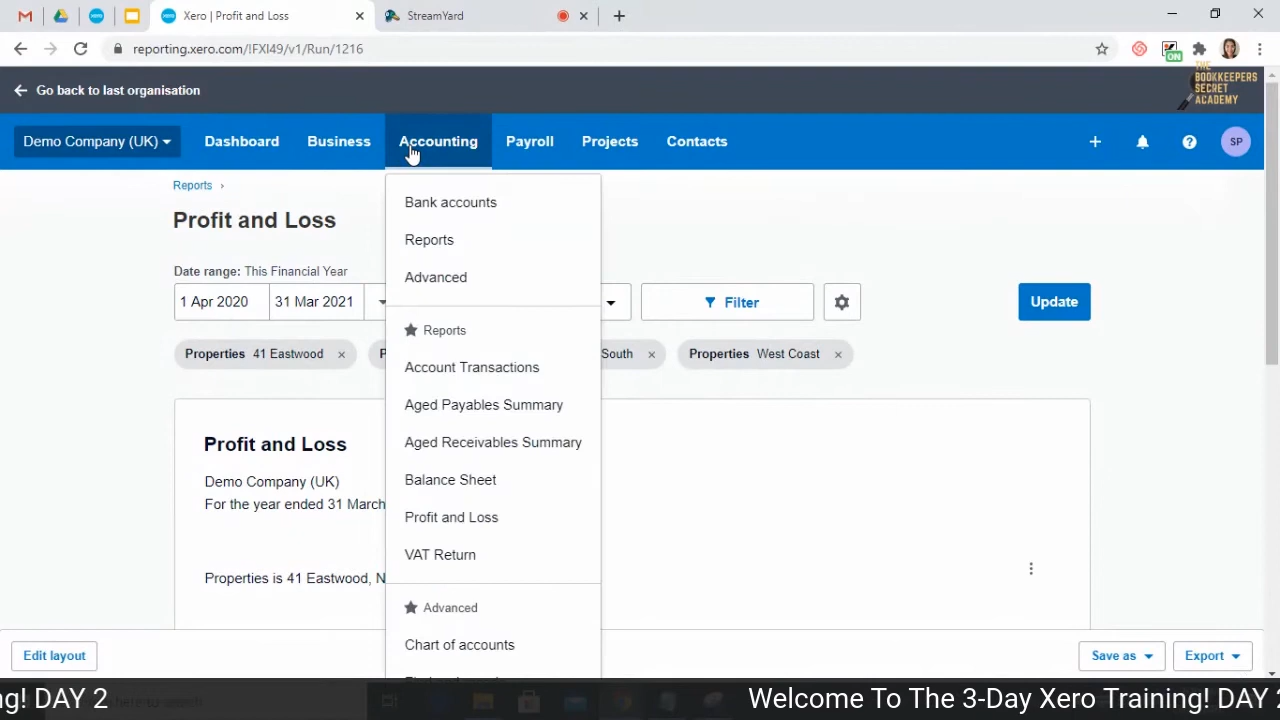 Xero | Profit and Loss
StreamYard
reporting.xero.com/!FXI49/v1/Run/1216
ON
THE
BOOKKEEPERS
SECRET
ACADEMY
Go back to last organisation
Demo Company (UK)
Dashboard
Business
Accounting
Payroll
Projects
Contacts
SP
Reports
Profit and Loss
Date range: This Financial Year
1 Apr 2020
31 Mar 2021
Filter
Update
Properties 41 Eastwood
South
Properties West Coast
Bank accounts
Reports
Advanced
Reports
Account Transactions
Aged Payables Summary
Aged Receivables Summary
Balance Sheet
Profit and Loss
VAT Return
Advanced
Chart of accounts
Profit and Loss
Demo Company (UK)
For the year ended 31 March
Properties is 41 Eastwood, N
Edit layout
Save as
Export
ng! DAY 2
Welcome To The 3-Day Xero Training! DAY 2